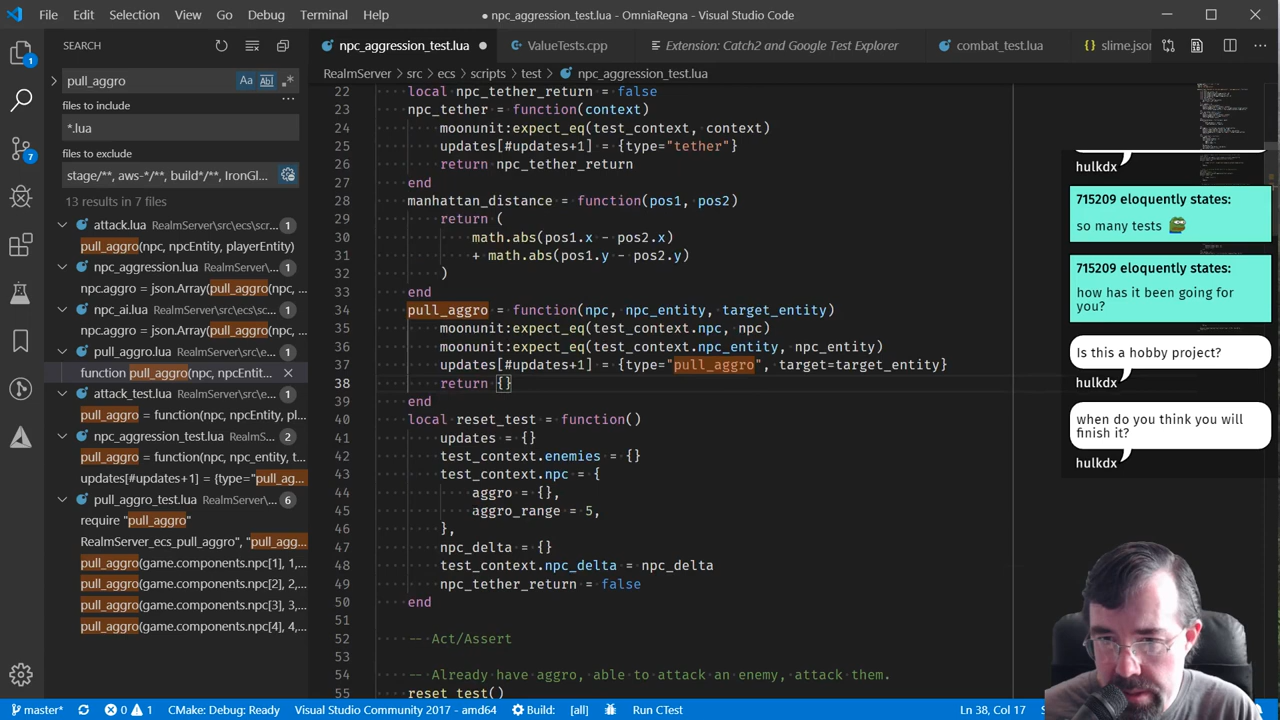 File Edit Selection View Go Debug Terminal Help ● npc_aggression_test.lua - OmniaRegna - Visual Studio Code
SEARCH
npc_aggression_test.lua ● ValueTests.cpp Extension: Catch2 and Google Test Explorer combat_test.lua {} slime.json
pull_aggro Aa Abl .*
RealmServer > src > ecs > scripts > test > npc_aggression_test.lua
files to include
*.lua
files to exclude
stage/**, aws-*/**, build*/**, IronGl...
13 results in 7 files
attack.lua RealmServer\src\ecs\scr... 1
pull_aggro(npc, npcEntity, playerEntity)
npc_aggression.lua RealmServer\... 1
npc.aggro = json.Array(pull_aggro(npc, ...
npc_ai.lua RealmServer\src\ecs\s... 1
npc.aggro = json.Array(pull_aggro(npc, ...
pull_aggro.lua RealmServer\src\e... 1
function pull_aggro(npc, npcEntit...
attack_test.lua RealmServer\src\e... 1
pull_aggro = function(npc, npcEntity, pl...
npc_aggression_test.lua RealmSe... 2
pull_aggro = function(npc, npc_entity, t...
updates[#updates+1] = {type="pull_ag...
pull_aggro_test.lua RealmServer\... 6
require "pull_aggro"
RealmServer_ecs_pull_aggro", "pull_agg...
pull_aggro(game.components.npc[1], 1,...
pull_aggro(game.components.npc[2], 2,...
pull_aggro(game.components.npc[3], 3,...
pull_aggro(game.components.npc[4], 4,...
22 local npc_tether_return = false
23 npc_tether = function(context)
24 moonunit:expect_eq(test_context, context)
25 updates[#updates+1] = {type="tether"}
26 return npc_tether_return
27 end
28 manhattan_distance = function(pos1, pos2)
29 return (
30 math.abs(pos1.x - pos2.x)
31 + math.abs(pos1.y - pos2.y)
32 )
33 end
34 pull_aggro = function(npc, npc_entity, target_entity)
35 moonunit:expect_eq(test_context.npc, npc)
36 moonunit:expect_eq(test_context.npc_entity, npc_entity)
37 updates[#updates+1] = {type="pull_aggro", target=target_entity}
38 return {}
39 end
40 local reset_test = function()
41 updates = {}
42 test_context.enemies = {}
43 test_context.npc = {
44 aggro = {},
45 aggro_range = 5,
46 },
47 npc_delta = {}
48 test_context.npc_delta = npc_delta
49 npc_tether_return = false
50 end
51
52 -- Act/Assert
53
54 -- Already have aggro, able to attack an enemy, attack them.
55 reset_test()
hulkdx
715209 eloquently states:
so many tests
715209 eloquently states:
how has it been going for
you?
Is this a hobby project?
hulkdx
when do you think you will
finish it?
hulkdx
1
7
master* 0 1 CMake: Debug: Ready Visual Studio Community 2017 - amd64 Build: [all] Run CTest Ln 38, Col 17